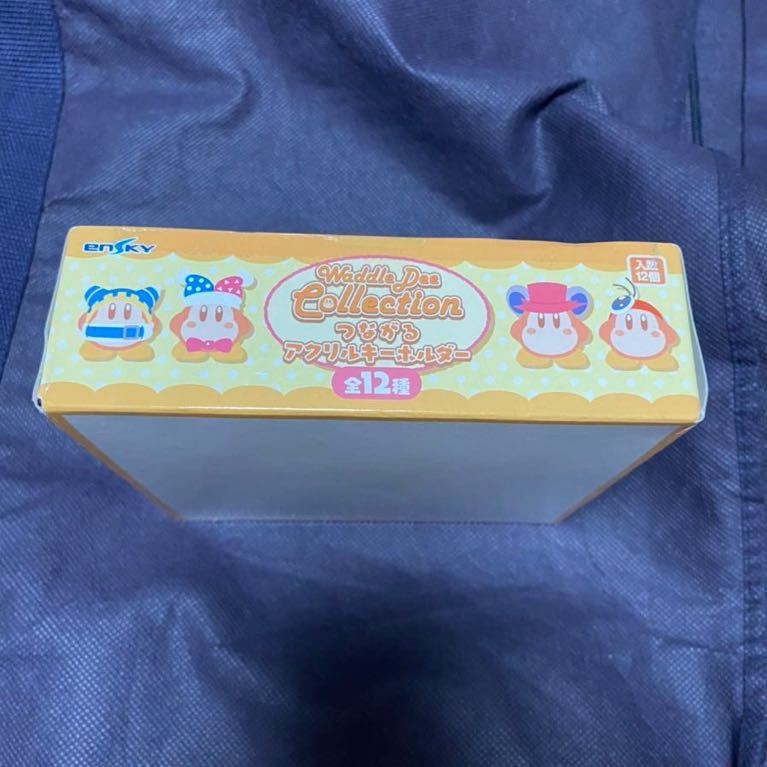 ensky
Waddle Dee
Collection
つながる
アクリルキーホルダー
全12種
入数
12個